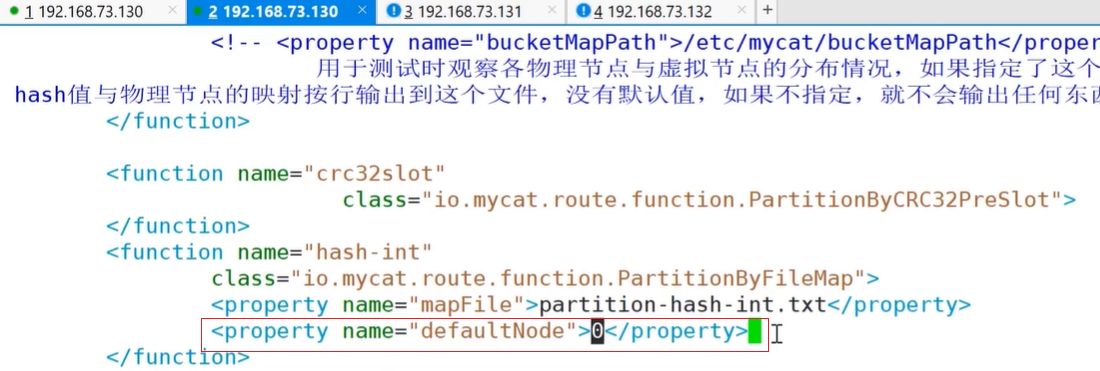 1 192.168.73.130 × 2 192.168.73.130 × 3 192.168.73.131 × 4 192.168.73.132 × +
<!-- <property name="bucketMapPath">/etc/mycat/bucketMapPath</proper
用于测试时观察各物理节点与虚拟节点的分布情况，如果指定了这个
hash值与物理节点的映射按行输出到这个文件，没有默认值，如果不指定，就不会输出任何东西
</function>
<function name="crc32slot"
class="io.mycat.route.function.PartitionByCRC32PreSlot">
</function>
<function name="hash-int"
class="io.mycat.route.function.PartitionByFileMap">
<property name="mapFile">partition-hash-int.txt</property>
<property name="defaultNode">0</property>
</function>